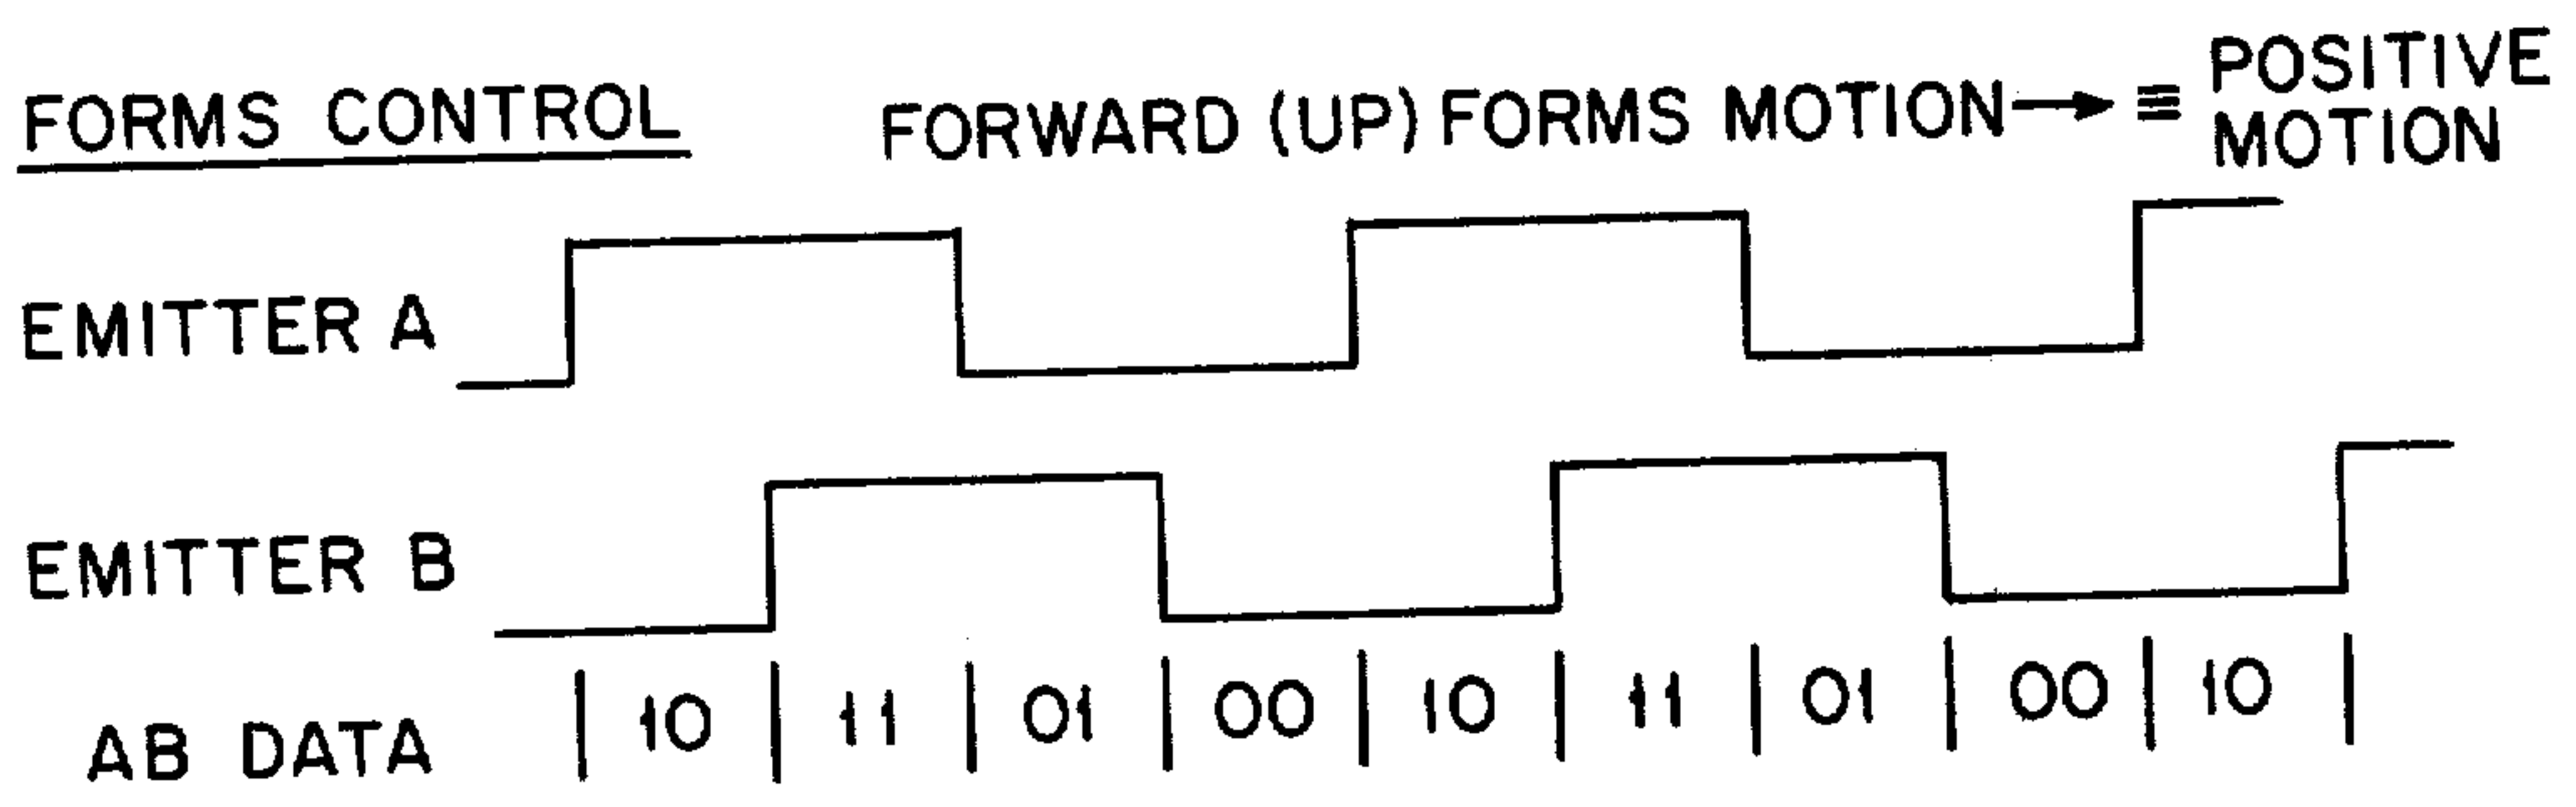 FORMS CONTROL FORWARD (UP) FORMS MOTION → ≡ POSITIVE
MOTION
EMITTER A
EMITTER B
AB DATA | 10 | 11 | 01 | 00 | 10 | 11 | 01 | 00 | 10 |